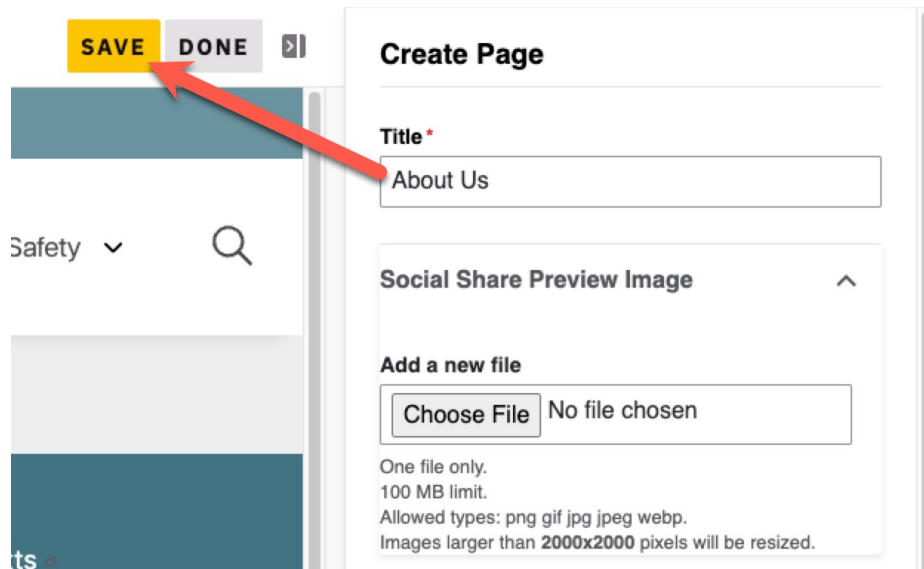 SAVE DONE
Create Page
Title*
About Us
Safety
Social Share Preview Image
Add a new file
Choose File No file chosen
One file only.
100 MB limit.
Allowed types: png gif jpg jpeg webp.
Images larger than 2000x2000 pixels will be resized.